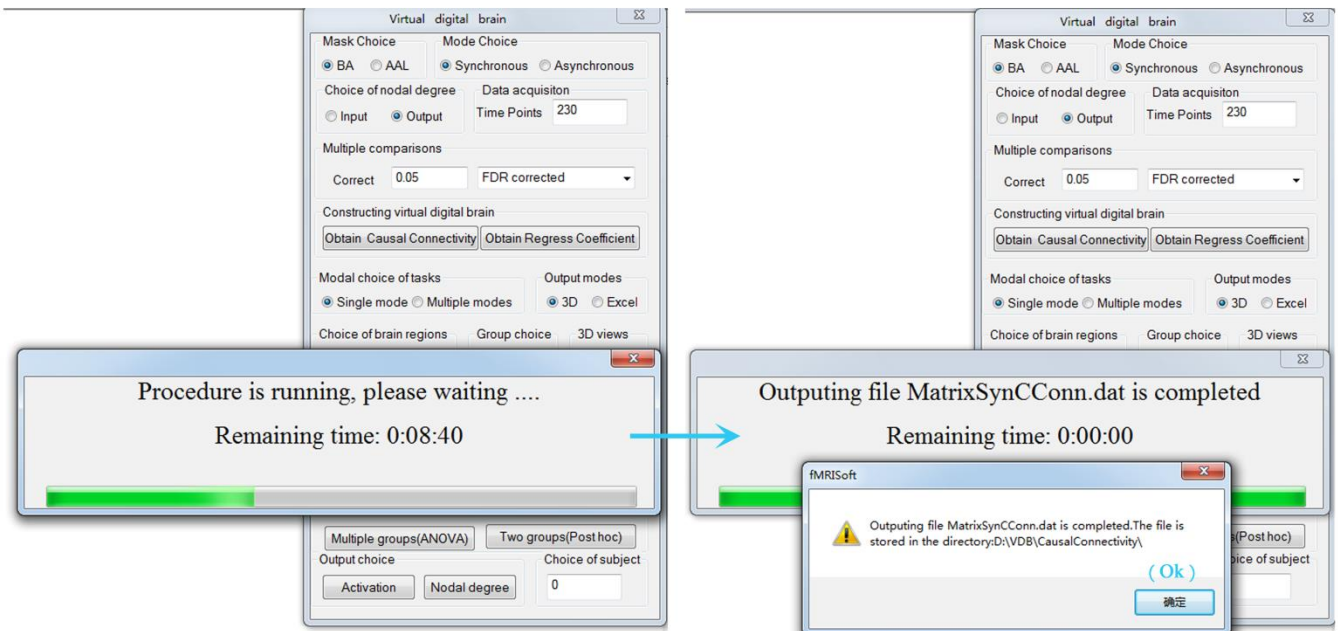 Virtual digital brain
Mask Choice Mode Choice
BA AAL Synchronous Asynchronous
Choice of nodal degree Data acquisiton
Input Output Time Points 230
Multiple comparisons
Correct 0.05 FDR corrected
Constructing virtual digital brain
Obtain Causal Connectivity Obtain Regress Coefficient
Modal choice of tasks Output modes
Single mode Multiple modes 3D Excel
Choice of brain regions Group choice 3D views
Procedure is running, please waiting ....
Remaining time: 0:08:40
Multiple groups(ANOVA) Two groups(Post hoc)
Output choice Choice of subject
Activation Nodal degree 0
Virtual digital brain
Mask Choice Mode Choice
BA AAL Synchronous Asynchronous
Choice of nodal degree Data acquisiton
Input Output Time Points 230
Multiple comparisons
Correct 0.05 FDR corrected
Constructing virtual digital brain
Obtain Causal Connectivity Obtain Regress Coefficient
Modal choice of tasks Output modes
Single mode Multiple modes 3D Excel
Choice of brain regions Group choice 3D views
Outputing file MatrixSynCConn.dat is completed
Remaining time: 0:00:00
fMRISoft
Outputing file MatrixSynCConn.dat is completed.The file is
stored in the directory:D:\VDB\CausalConnectivity\
(Ok)
确定
s(Post hoc)
oice of subject